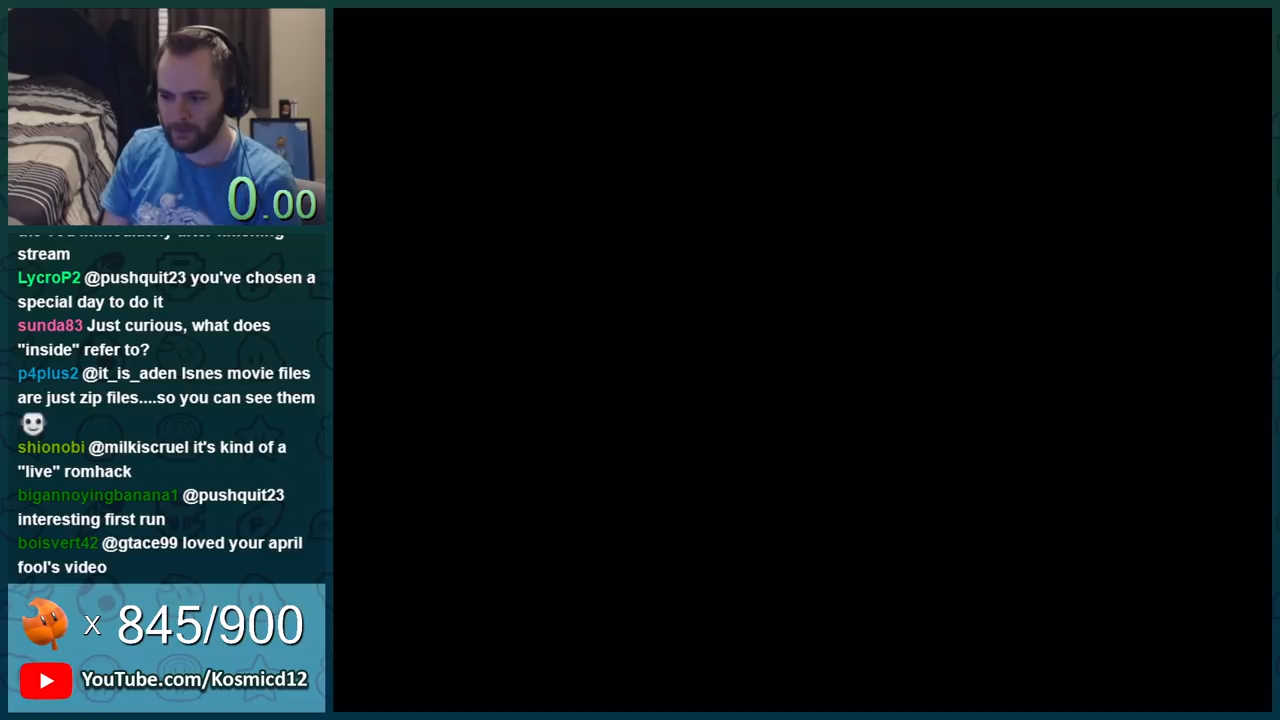 0.00
stream
LycroP2 @pushquit23 you've chosen a
special day to do it
sunda83 Just curious, what does
"inside" refer to?
p4plus2 @it_is_aden lsnes movie files
are just zip files....so you can see them
shionobi @milkiscruel it's kind of a
"live" romhack
bigannoyingbanana1 @pushquit23
interesting first run
boisvert42 @gtace99 loved your april
fool's video
x 845/900
YouTube.com/Kosmicd12